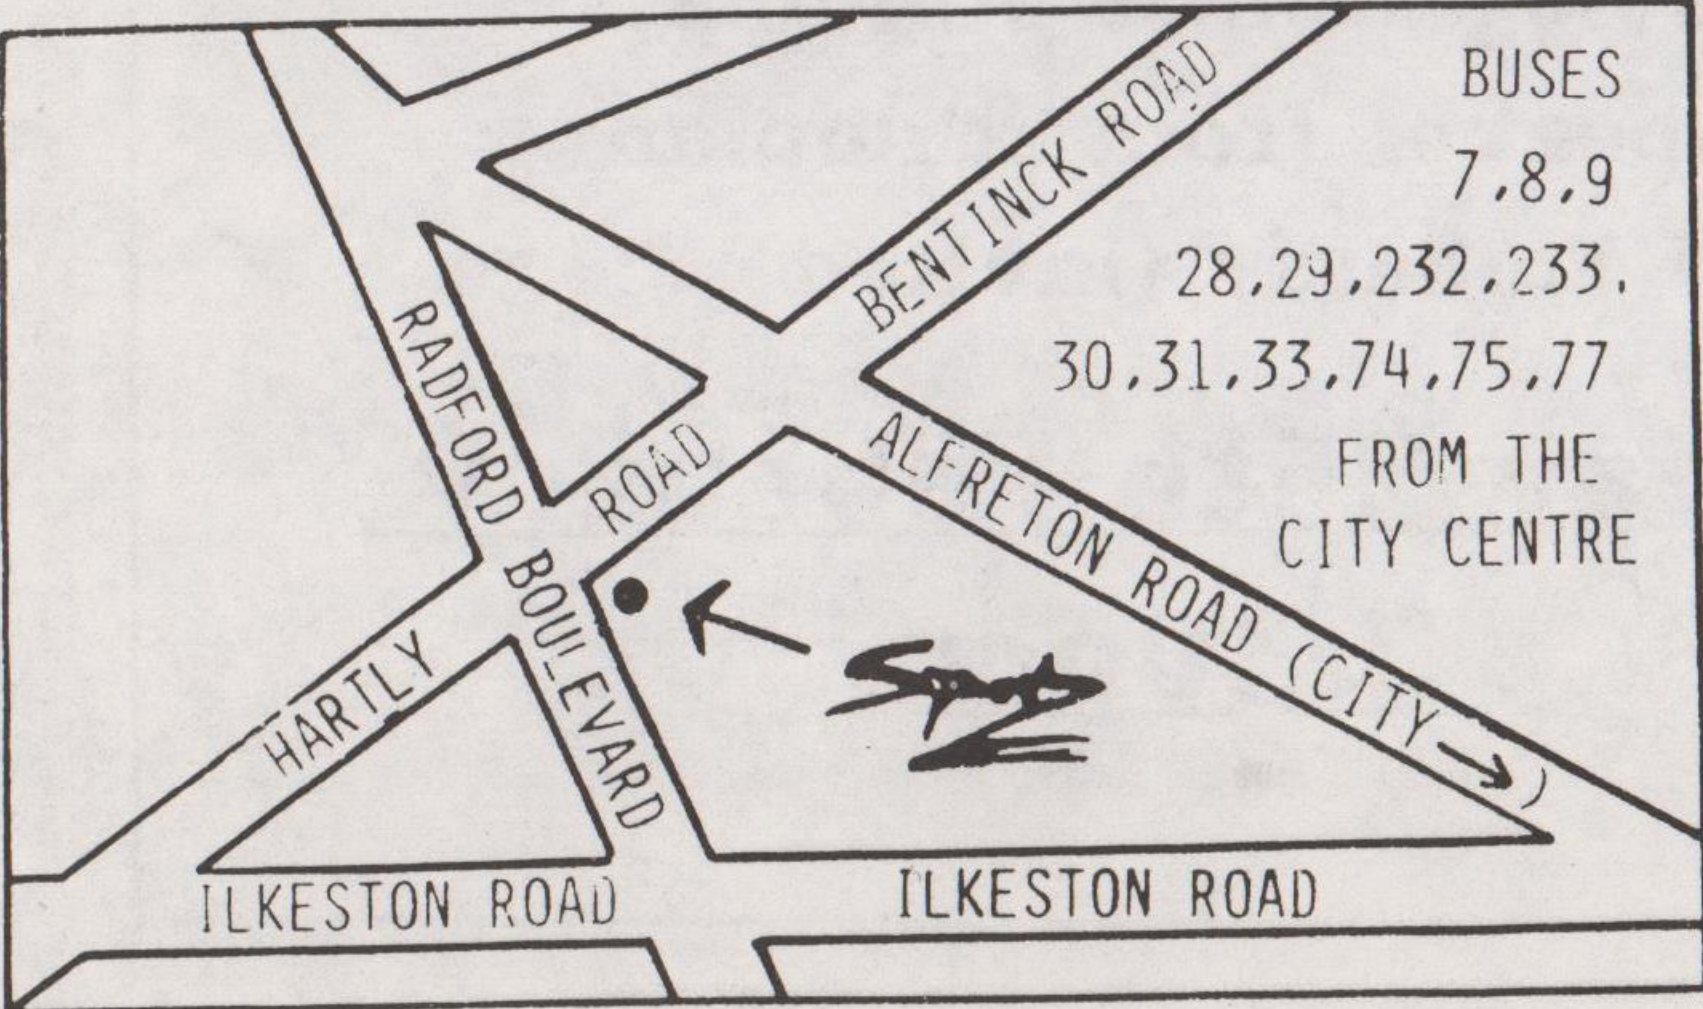 BUSES
7,8,9
28,29,232,233,
30,31,33,74,75,77
FROM THE
CITY CENTRE
BENTINCK ROAD
RADFORD BOULEVARD
HARTLY ROAD
ALFRETON ROAD (CITY →)
ILKESTON ROAD
ILKESTON ROAD